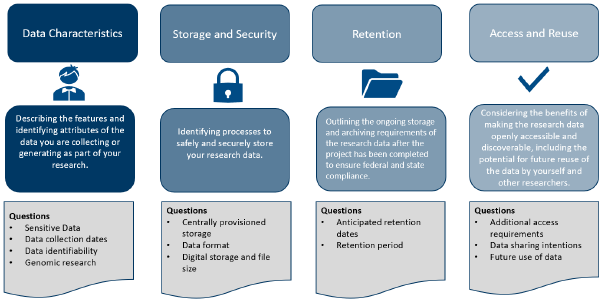 Data Characteristics
Storage and Security
Retention
Access and Reuse
Describing the features and
identifying attributes of the
data you are collecting or
generating as part of your
research.
Identifying processes to
safely and securely store
your research data.
Outlining the ongoing storage
and archiving requirements of
the research data after the
project has been completed
to ensure federal and state
compliance.
Considering the benefits of
making the research data
openly accessible and
discoverable, including the
potential for future reuse of
the data by yourself and
other researchers.
Questions
• Sensitive Data
• Data collection dates
• Data identifiability
• Genomic research
Questions
• Centrally provisioned
storage
• Data format
• Digital storage and file
size
Questions
• Anticipated retention
dates
• Retention period
Questions
• Additional access
requirements
• Data sharing intentions
• Future use of data